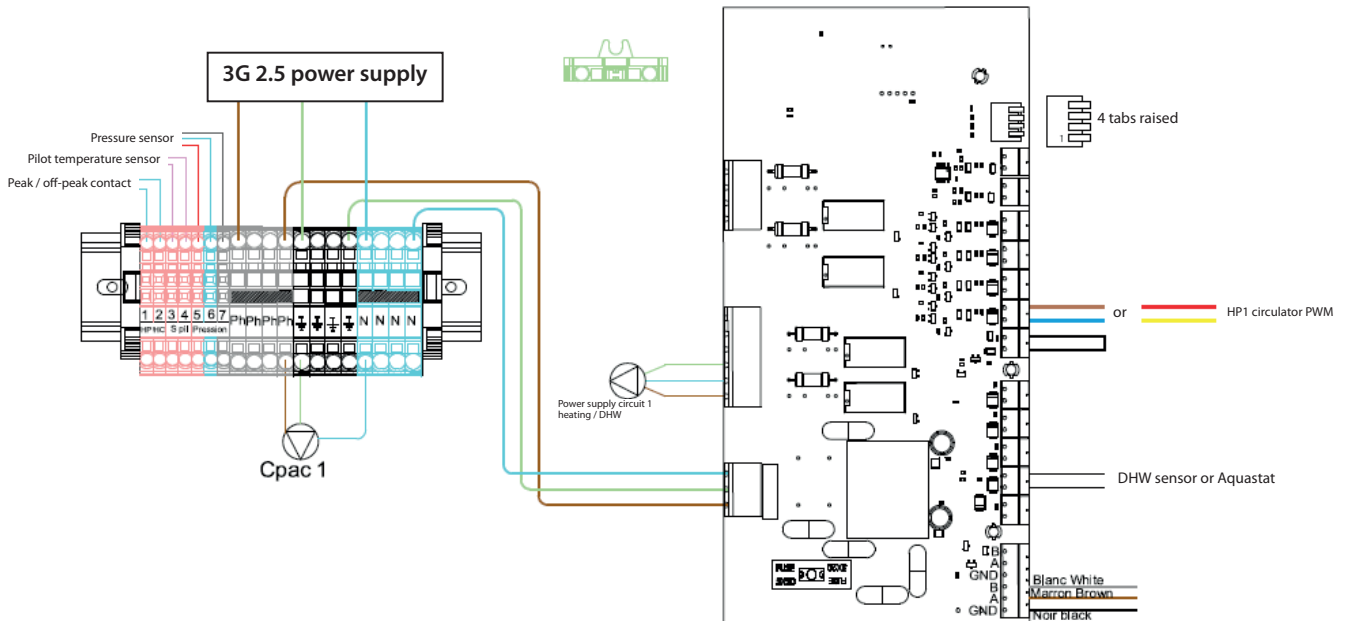 3G 2.5 power supply
Pressure sensor
Pilot temperature sensor
Peak / off-peak contact
1 2 3 4 5 6 7 Ph Ph Ph Ph N N N N
HP HC S pil Pression
Cpac 1
Power supply circuit 1
heating / DHW
4 tabs raised
1
or
HP1 circulator PWM
DHW sensor or Aquastat
B
A
GND
B
A
GND
Blanc White
Marron Brown
Noir black